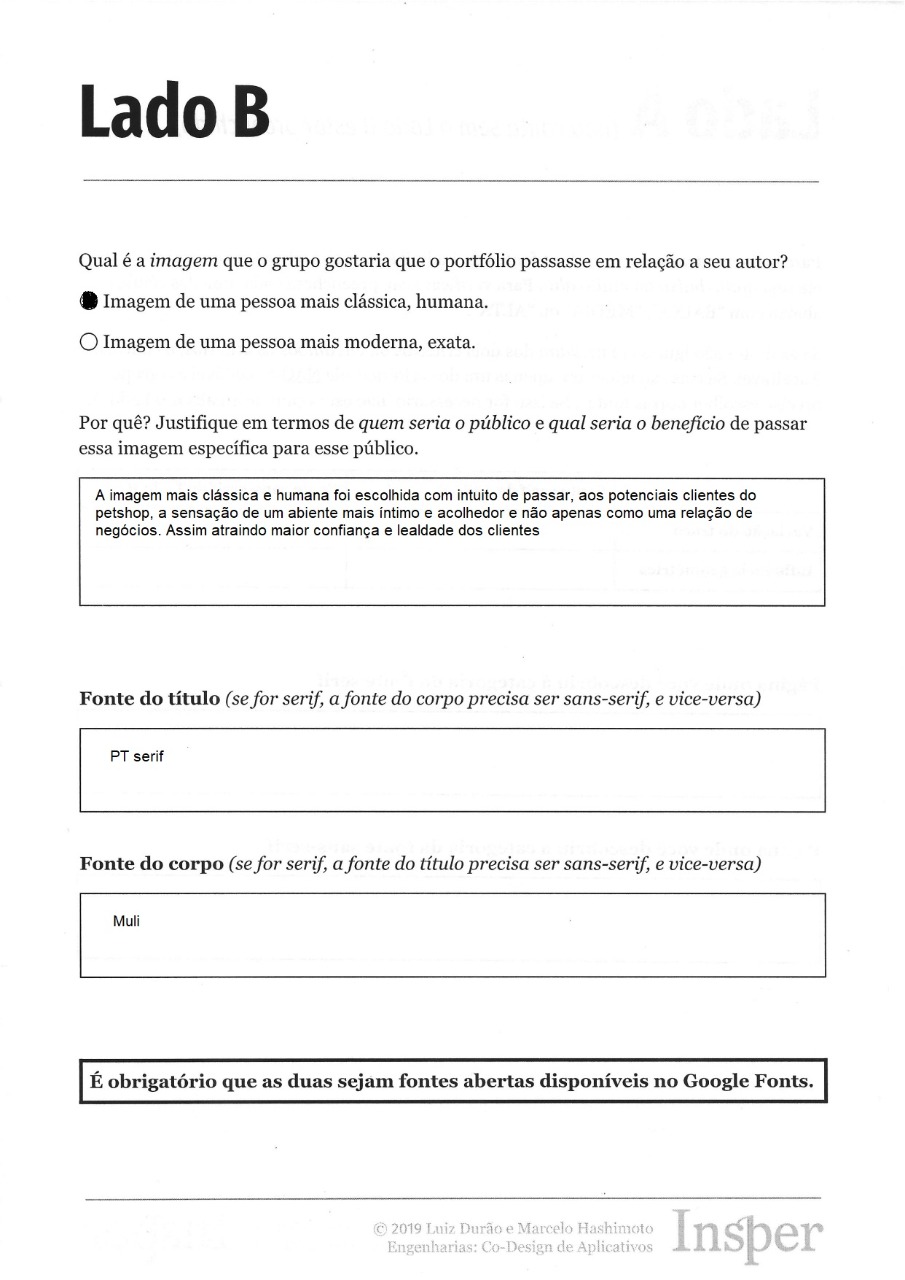 Lado B
Qual é a imagem que o grupo gostaria que o portfólio passasse em relação a seu autor?
Imagem de uma pessoa mais clássica, humana.
Imagem de uma pessoa mais moderna, exata.
Por quê? Justifique em termos de quem seria o público e qual seria o benefício de passar
essa imagem específica para esse público.
A imagem mais clássica e humana foi escolhida com intuito de passar, aos potenciais clientes do
petshop, a sensação de um abiente mais íntimo e acolhedor e não apenas como uma relação de
negócios. Assim atraindo maior confiança e lealdade dos clientes
Fonte do título (se for serif, a fonte do corpo precisa ser sans-serif, e vice-versa)
PT serif
Fonte do corpo (se for serif, a fonte do título precisa ser sans-serif, e vice-versa)
Muli
É obrigatório que as duas sejam fontes abertas disponíveis no Google Fonts.
© 2019 Luiz Durão e Marcelo Hashimoto
Engenharias: Co-Design de Aplicativos
Insper